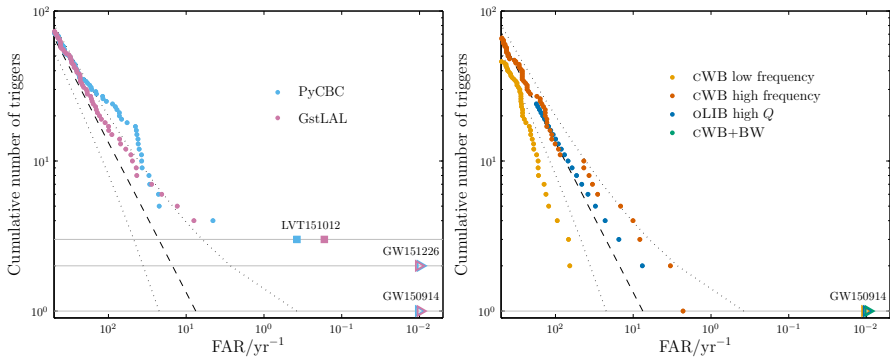 Cumulative number of triggers
10²
10¹
10⁰
PyCBC
GstLAL
LVT151012
GW151226
GW150914
10² 10¹ 10⁰ 10⁻¹ 10⁻²
FAR/yr⁻¹
Cumulative number of triggers
10²
10¹
10⁰
cWB low frequency
cWB high frequency
oLIB high Q
cWB+BW
GW150914
10² 10¹ 10⁰ 10⁻¹ 10⁻²
FAR/yr⁻¹